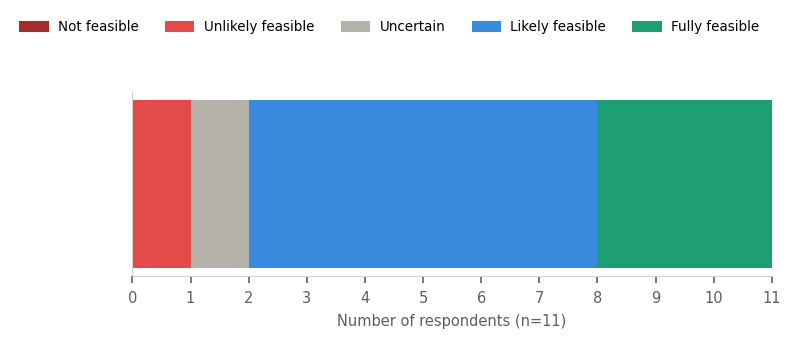 Not feasible Unlikely feasible Uncertain Likely feasible Fully feasible
0 1 2 3 4 5 6 7 8 9 10 11
Number of respondents (n=11)